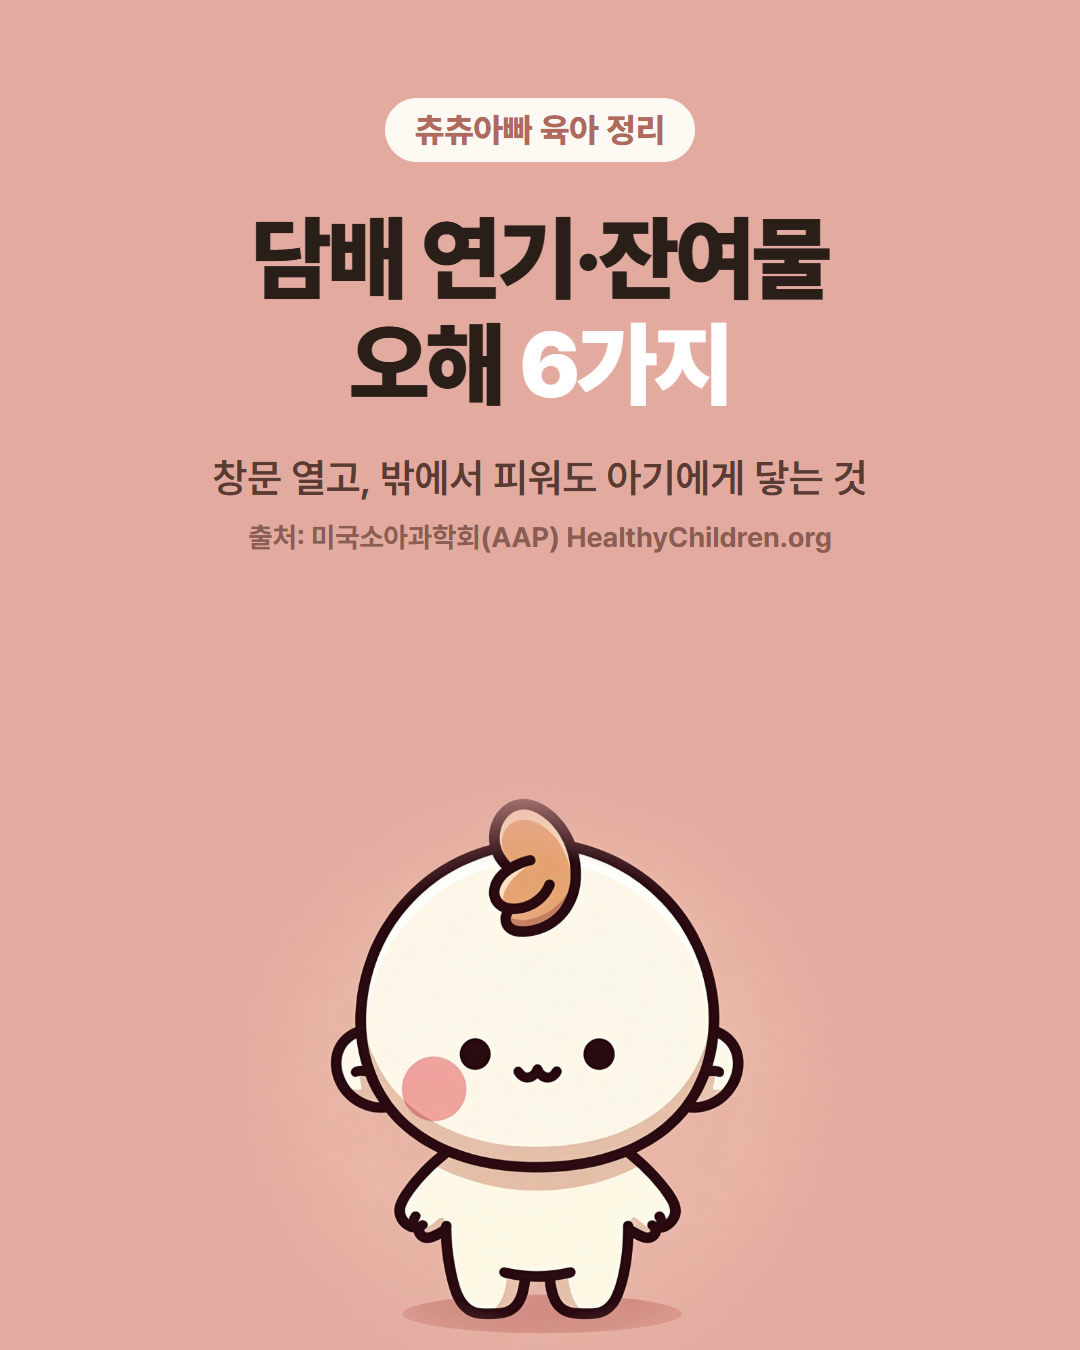 츄츄아빠 육아 정리
담배 연기·잔여물
오해 6가지
창문 열고, 밖에서 피워도 아기에게 닿는 것
출처: 미국소아과학회(AAP) HealthyChildren.org